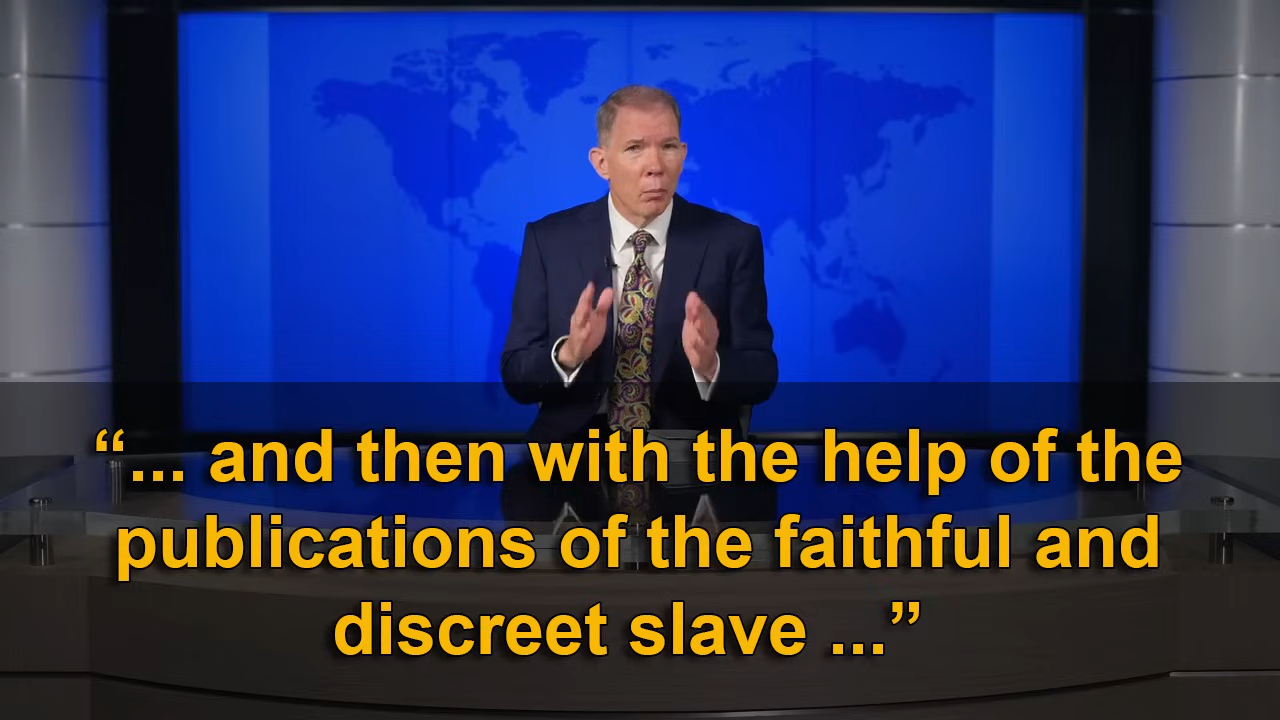 “... and then with the help of the
publications of the faithful and
discreet slave ...”